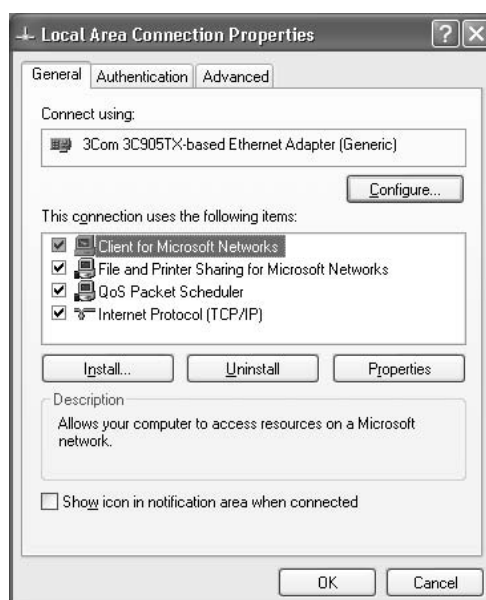 Local Area Connection Properties
General Authentication Advanced
Connect using:
3Com 3C905TX-based Ethernet Adapter (Generic)
Configure...
This connection uses the following items:
Client for Microsoft Networks
File and Printer Sharing for Microsoft Networks
QoS Packet Scheduler
Internet Protocol (TCP/IP)
Install... Uninstall Properties
Description
Allows your computer to access resources on a Microsoft
network.
Show icon in notification area when connected
OK Cancel